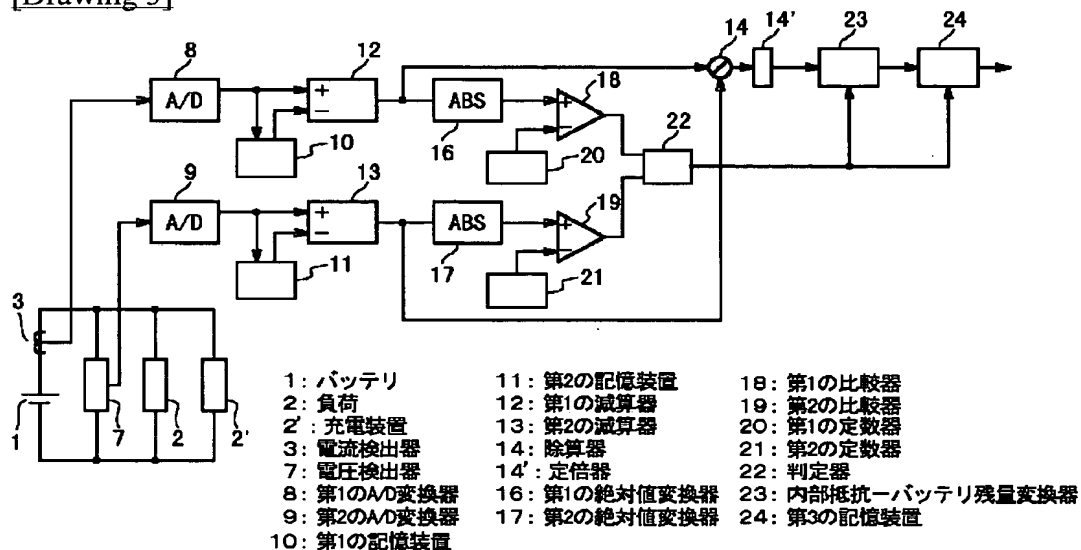 [Drawing 3]
14 14' 23 24
8 12
A/D + − ABS 18 + −
10 16 20 22
9 13
A/D + − ABS 19 + −
11 17 21
3
1 7 2 2'
1: バッテリ
2: 負荷
2': 充電装置
3: 電流検出器
7: 電圧検出器
8: 第1のA/D変換器
9: 第2のA/D変換器
10: 第1の記憶装置
11: 第2の記憶装置
12: 第1の減算器
13: 第2の減算器
14: 除算器
14': 定倍器
16: 第1の絶対値変換器
17: 第2の絶対値変換器
18: 第1の比較器
19: 第2の比較器
20: 第1の定数器
21: 第2の定数器
22: 判定器
23: 内部抵抗ーバッテリ残量変換器
24: 第3の記憶装置